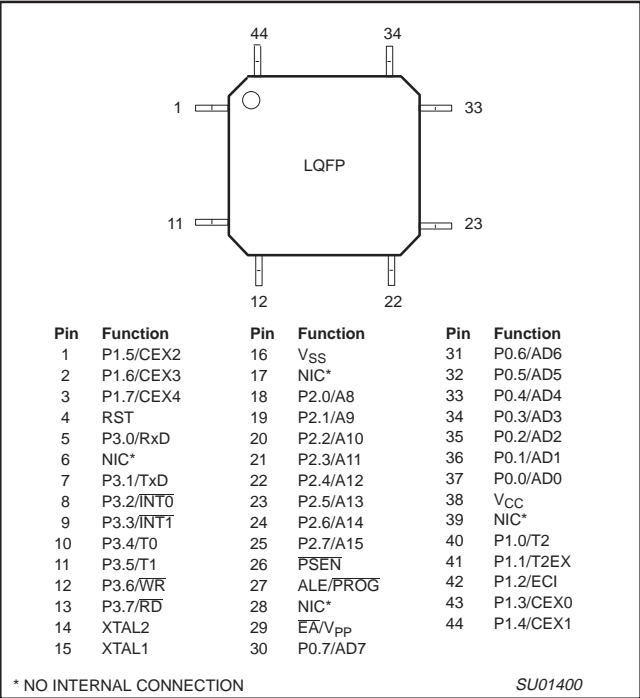 44 34
1 33
LQFP
11 23
12 22
Pin Function Pin Function Pin Function
1 P1.5/CEX2 16 VSS 31 P0.6/AD6
2 P1.6/CEX3 17 NIC* 32 P0.5/AD5
3 P1.7/CEX4 18 P2.0/A8 33 P0.4/AD4
4 RST 19 P2.1/A9 34 P0.3/AD3
5 P3.0/RxD 20 P2.2/A10 35 P0.2/AD2
6 NIC* 21 P2.3/A11 36 P0.1/AD1
7 P3.1/TxD 22 P2.4/A12 37 P0.0/AD0
8 P3.2/I̅N̅T̅0̅ 23 P2.5/A13 38 VCC
9 P3.3/I̅N̅T̅1̅ 24 P2.6/A14 39 NIC*
10 P3.4/T0 25 P2.7/A15 40 P1.0/T2
11 P3.5/T1 26 P̅S̅E̅N̅ 41 P1.1/T2EX
12 P3.6/W̅R̅ 27 ALE/P̅R̅O̅G̅ 42 P1.2/ECI
13 P3.7/R̅D̅ 28 NIC* 43 P1.3/CEX0
14 XTAL2 29 E̅A̅/VPP 44 P1.4/CEX1
15 XTAL1 30 P0.7/AD7
* NO INTERNAL CONNECTION SU01400